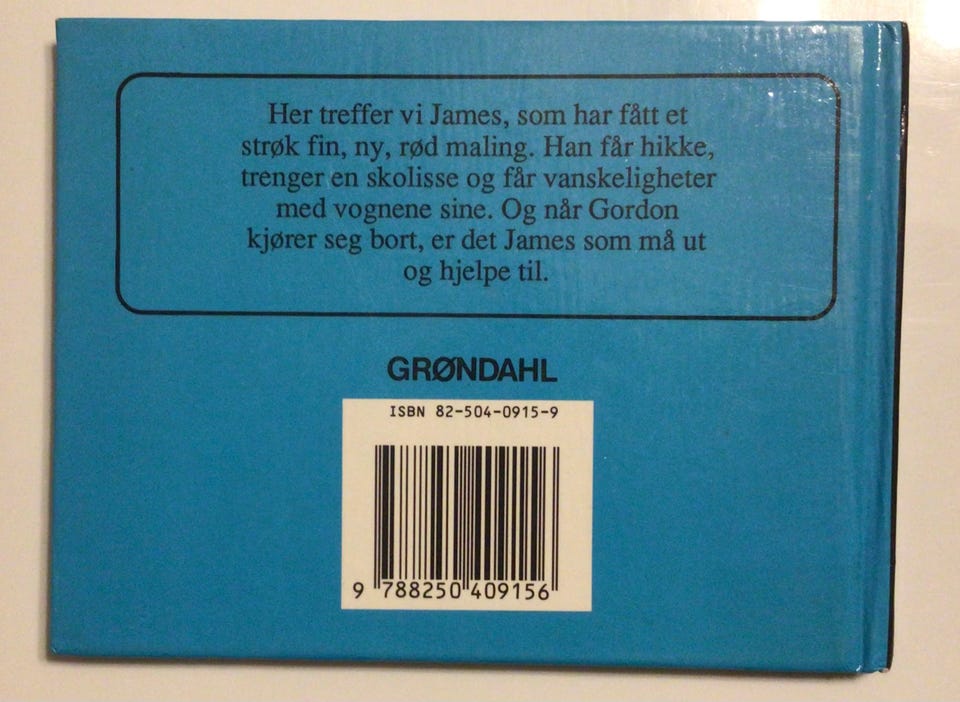 Her treffer vi James, som har fått et
strøk fin, ny, rød maling. Han får hikke,
trenger en skolisse og får vanskeligheter
med vognene sine. Og når Gordon
kjører seg bort, er det James som må ut
og hjelpe til.
GRØNDAHL
ISBN 82-504-0915-9
9 788250 409156